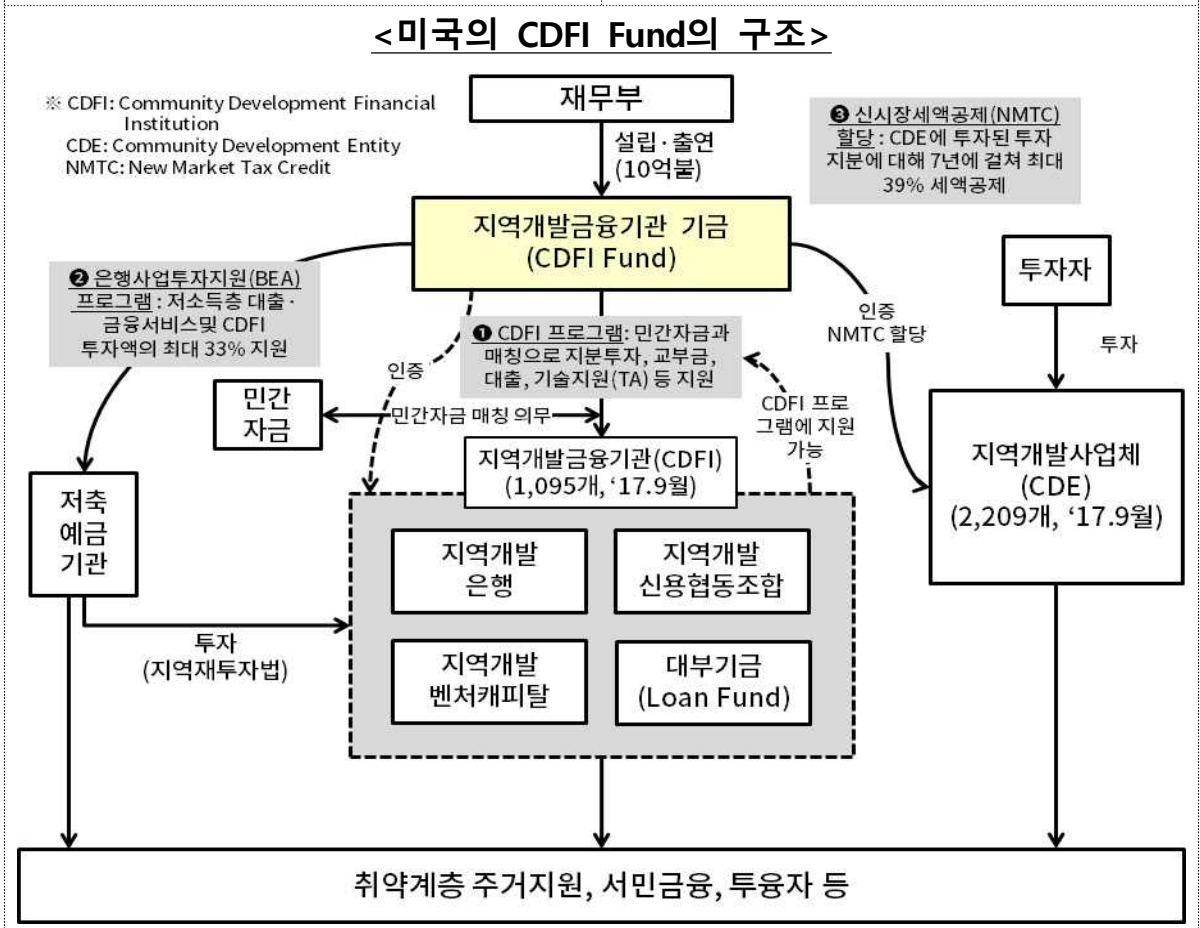 <미국의 CDFI Fund의 구조>
※ CDFI: Community Development Financial
Institution
CDE: Community Development Entity
NMTC: New Market Tax Credit
재무부
설립·출연
(10억불)
❸ 신시장세액공제(NMTC)
할당 : CDE에 투자된 투자
지분에 대해 7년에 걸쳐 최대
39% 세액공제
지역개발금융기관 기금
(CDFI Fund)
투자자
❷ 은행사업투자지원(BEA)
프로그램 : 저소득층 대출·
금융서비스및 CDFI
투자액의 최대 33% 지원
인증
NMTC 할당
투자
❶ CDFI 프로그램: 민간자금과
매칭으로 지분투자, 교부금,
대출, 기술지원(TA) 등 지원
인증
민간
자금
민간자금 매칭 의무
CDFI 프로
그램에 지원
가능
지역개발금융기관(CDFI)
(1,095개, ‘17.9월)
지역개발사업체
(CDE)
(2,209개, ‘17.9월)
저축
예금
기관
지역개발
은행
지역개발
신용협동조합
투자
(지역재투자법)
지역개발
벤처캐피탈
대부기금
(Loan Fund)
취약계층 주거지원, 서민금융, 투융자 등